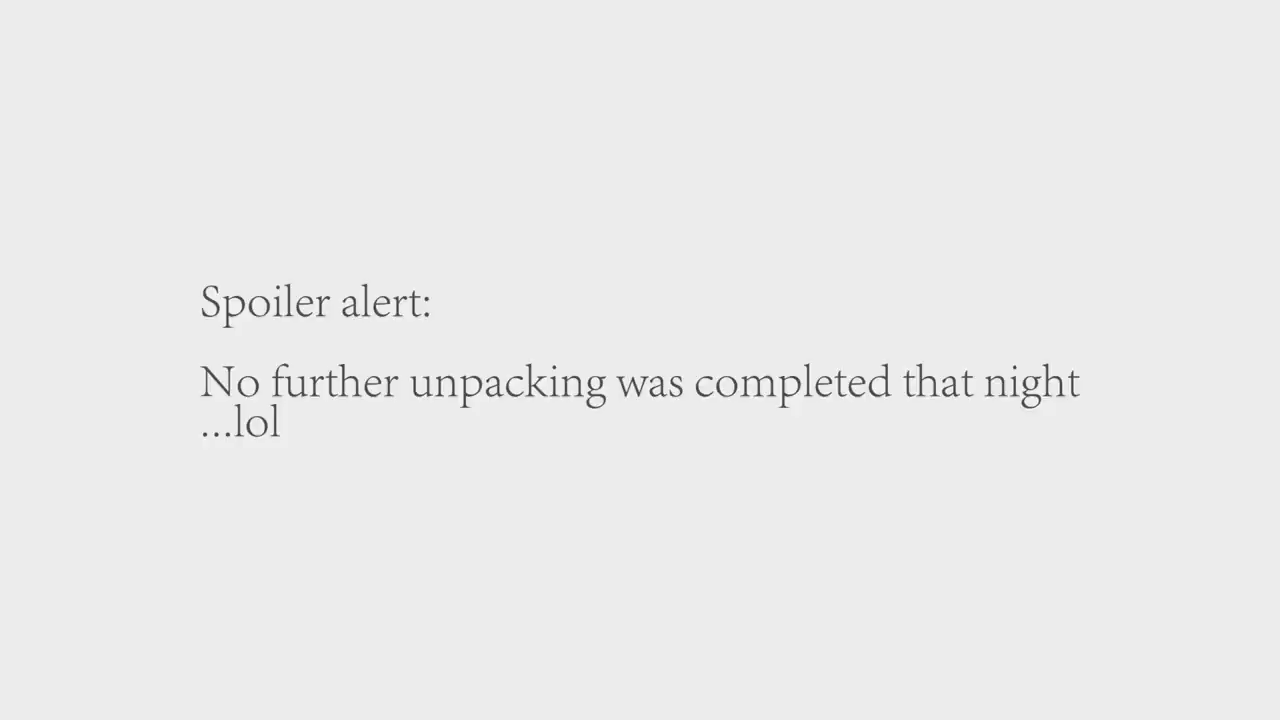 Spoiler alert:
No further unpacking was completed that night
...lol